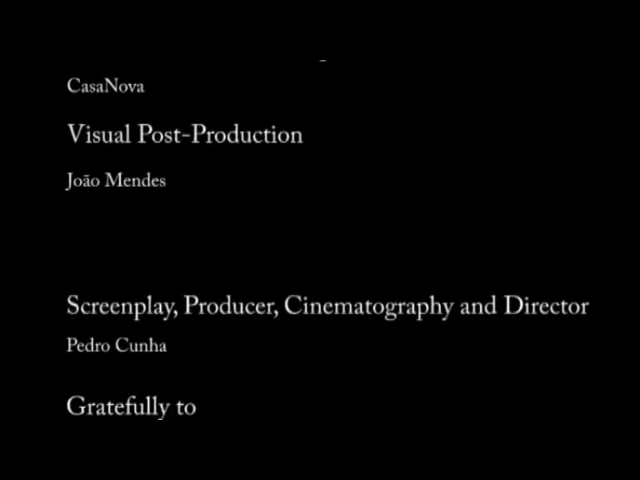 CasaNova
Visual Post-Production
João Mendes
Screenplay, Producer, Cinematography and Director
Pedro Cunha
Gratefully to